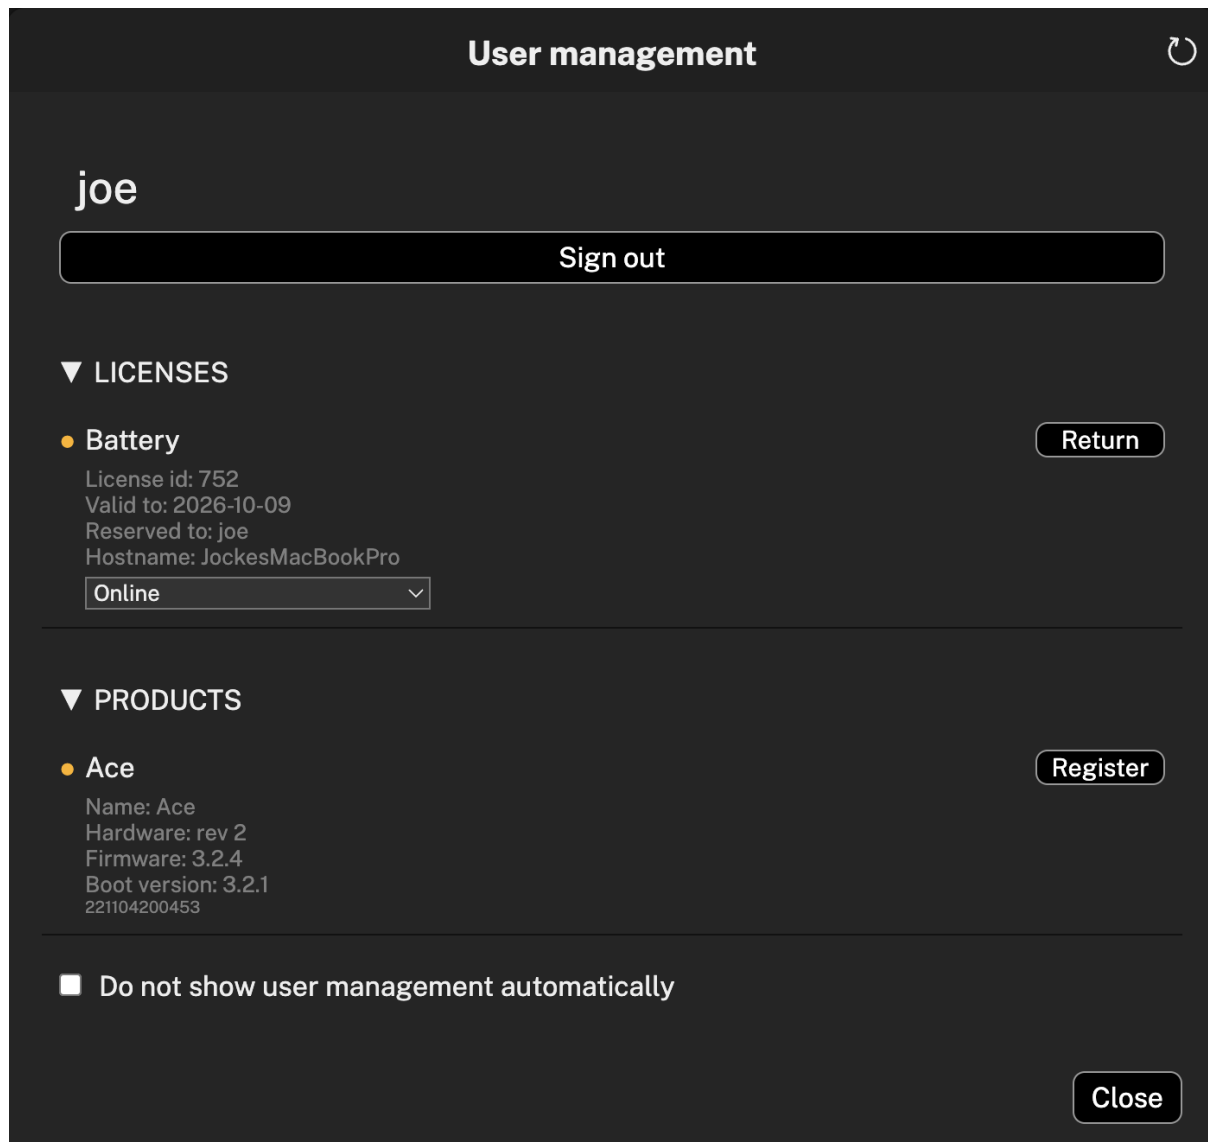 User management
joe
Sign out
▼ LICENSES
Battery
Return
License id: 752
Valid to: 2026-10-09
Reserved to: joe
Hostname: JockesMacBookPro
Online
▼ PRODUCTS
Ace
Register
Name: Ace
Hardware: rev 2
Firmware: 3.2.4
Boot version: 3.2.1
221104200453
Do not show user management automatically
Close